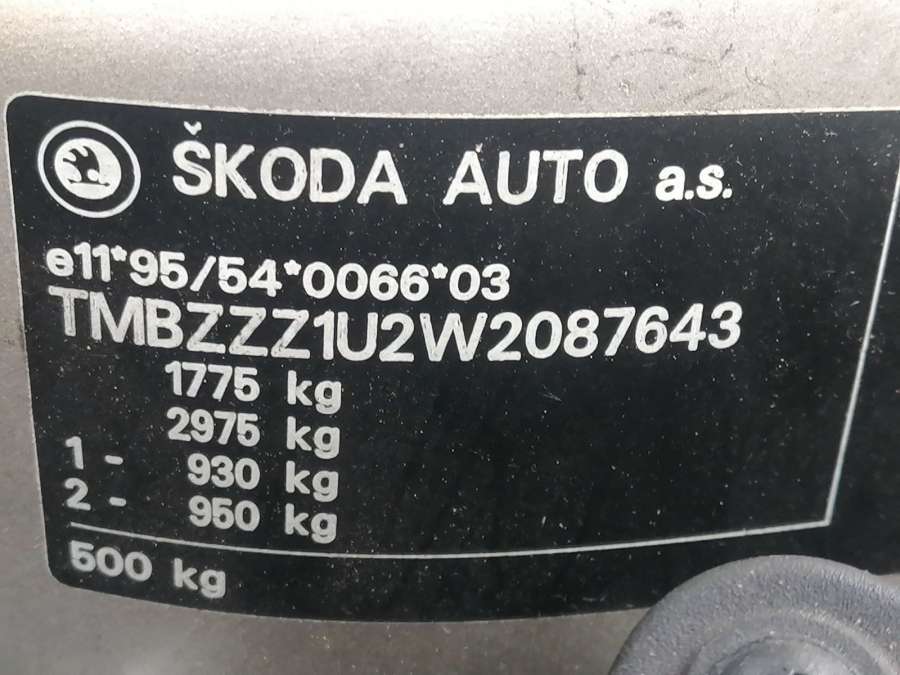 ŠKODA AUTO a.s.
e11*95/54*0066*03
TMBZZZ1U2W2087643
1775 kg
2975 kg
1 - 930 kg
2 - 950 kg
500 kg